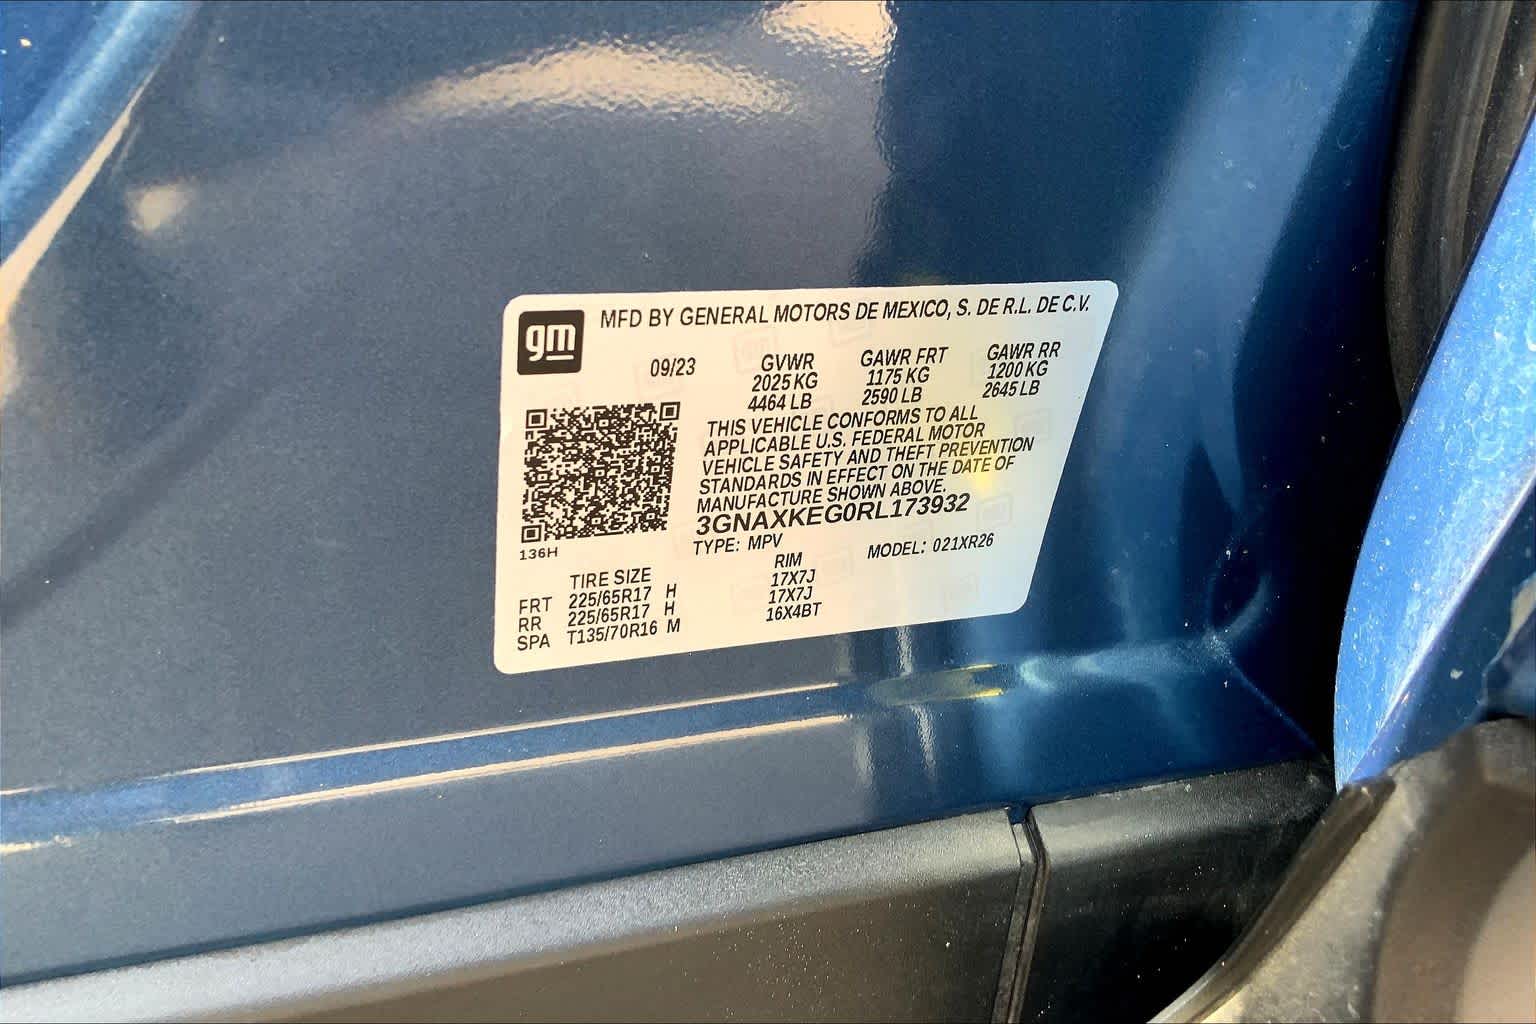 gm
MFD BY GENERAL MOTORS DE MEXICO, S. DE R.L. DE C.V.
09/23 GVWR GAWR FRT GAWR RR
2025 KG 1175 KG 1200 KG
4464 LB 2590 LB 2645 LB
THIS VEHICLE CONFORMS TO ALL
APPLICABLE U.S. FEDERAL MOTOR
VEHICLE SAFETY AND THEFT PREVENTION
STANDARDS IN EFFECT ON THE DATE OF
MANUFACTURE SHOWN ABOVE.
3GNAXKEG0RL173932
TYPE: MPV MODEL: 021XR26
136H
TIRE SIZE RIM
FRT 225/65R17 H 17X7J
RR 225/65R17 H 17X7J
SPA T135/70R16 M 16X4BT